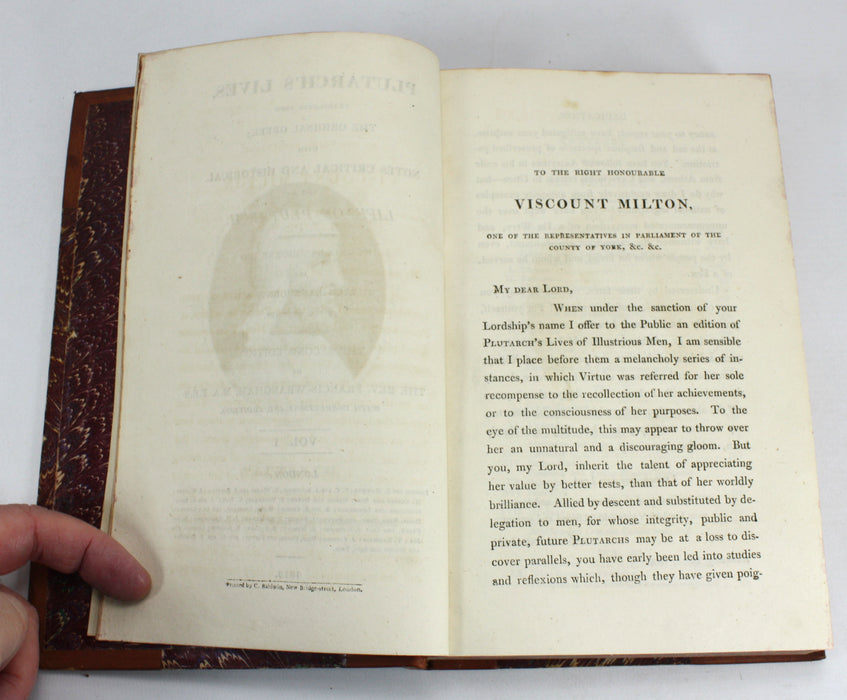 Printed by C. Baldwin, New Bridge-street, London.
TO THE RIGHT HONOURABLE
VISCOUNT MILTON,
ONE OF THE REPRESENTATIVES IN PARLIAMENT OF THE
COUNTY OF YORK, &c. &c.
MY DEAR LORD,
WHEN under the sanction of your
Lordship's name I offer to the Public an edition of
PLUTARCH's Lives of Illustrious Men, I am sensible
that I place before them a melancholy series of in-
stances, in which Virtue was referred for her sole
recompense to the recollection of her achievements,
or to the consciousness of her purposes. To the
eye of the multitude, this may appear to throw over
her an unnatural and a discouraging gloom. But
you, my Lord, inherit the talent of appreciating
her value by better tests, than that of her worldly
brilliance. Allied by descent and substituted by de-
legation to men, for whose integrity, public and
private, future PLUTARCHS may be at a loss to dis-
cover parallels, you have early been led into studies
and reflexions which, though they have given poig-